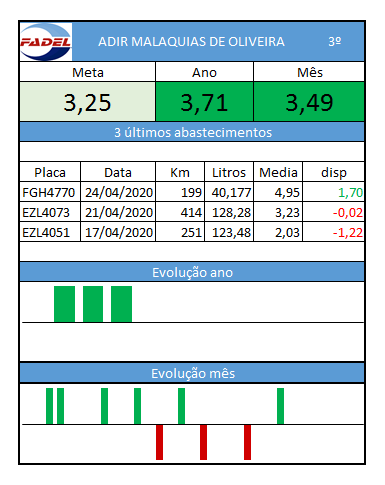 FADEL ADIR MALAQUIAS DE OLIVEIRA 3º
Meta Ano Mês
3,25 3,71 3,49
3 últimos abastecimentos
Placa Data Km Litros Media disp
FGH4770 24/04/2020 199 40,177 4,95 1,70
EZL4073 21/04/2020 414 128,28 3,23 -0,02
EZL4051 17/04/2020 251 123,48 2,03 -1,22
Evolução ano
Evolução mês